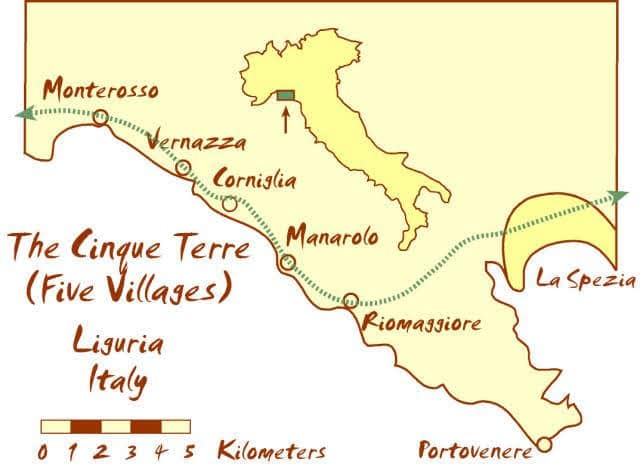 Monterosso
Vernazza
Corniglia
Manarolo
The Cinque Terre
(Five Villages)
La Spezia
Riomaggiore
Liguria
Italy
0 1 2 3 4 5 Kilometers
Portovenere